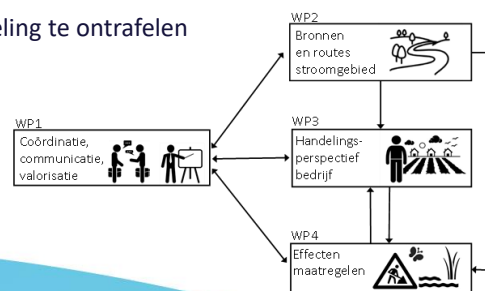 eling te ontrafelen
WP2
Bronnen
en routes
stroomgebied
WP1
Coördinatie,
communicatie,
valorisatie
WP3
Handelings-
perspectief
bedrijf
WP4
Effecten
maatregelen